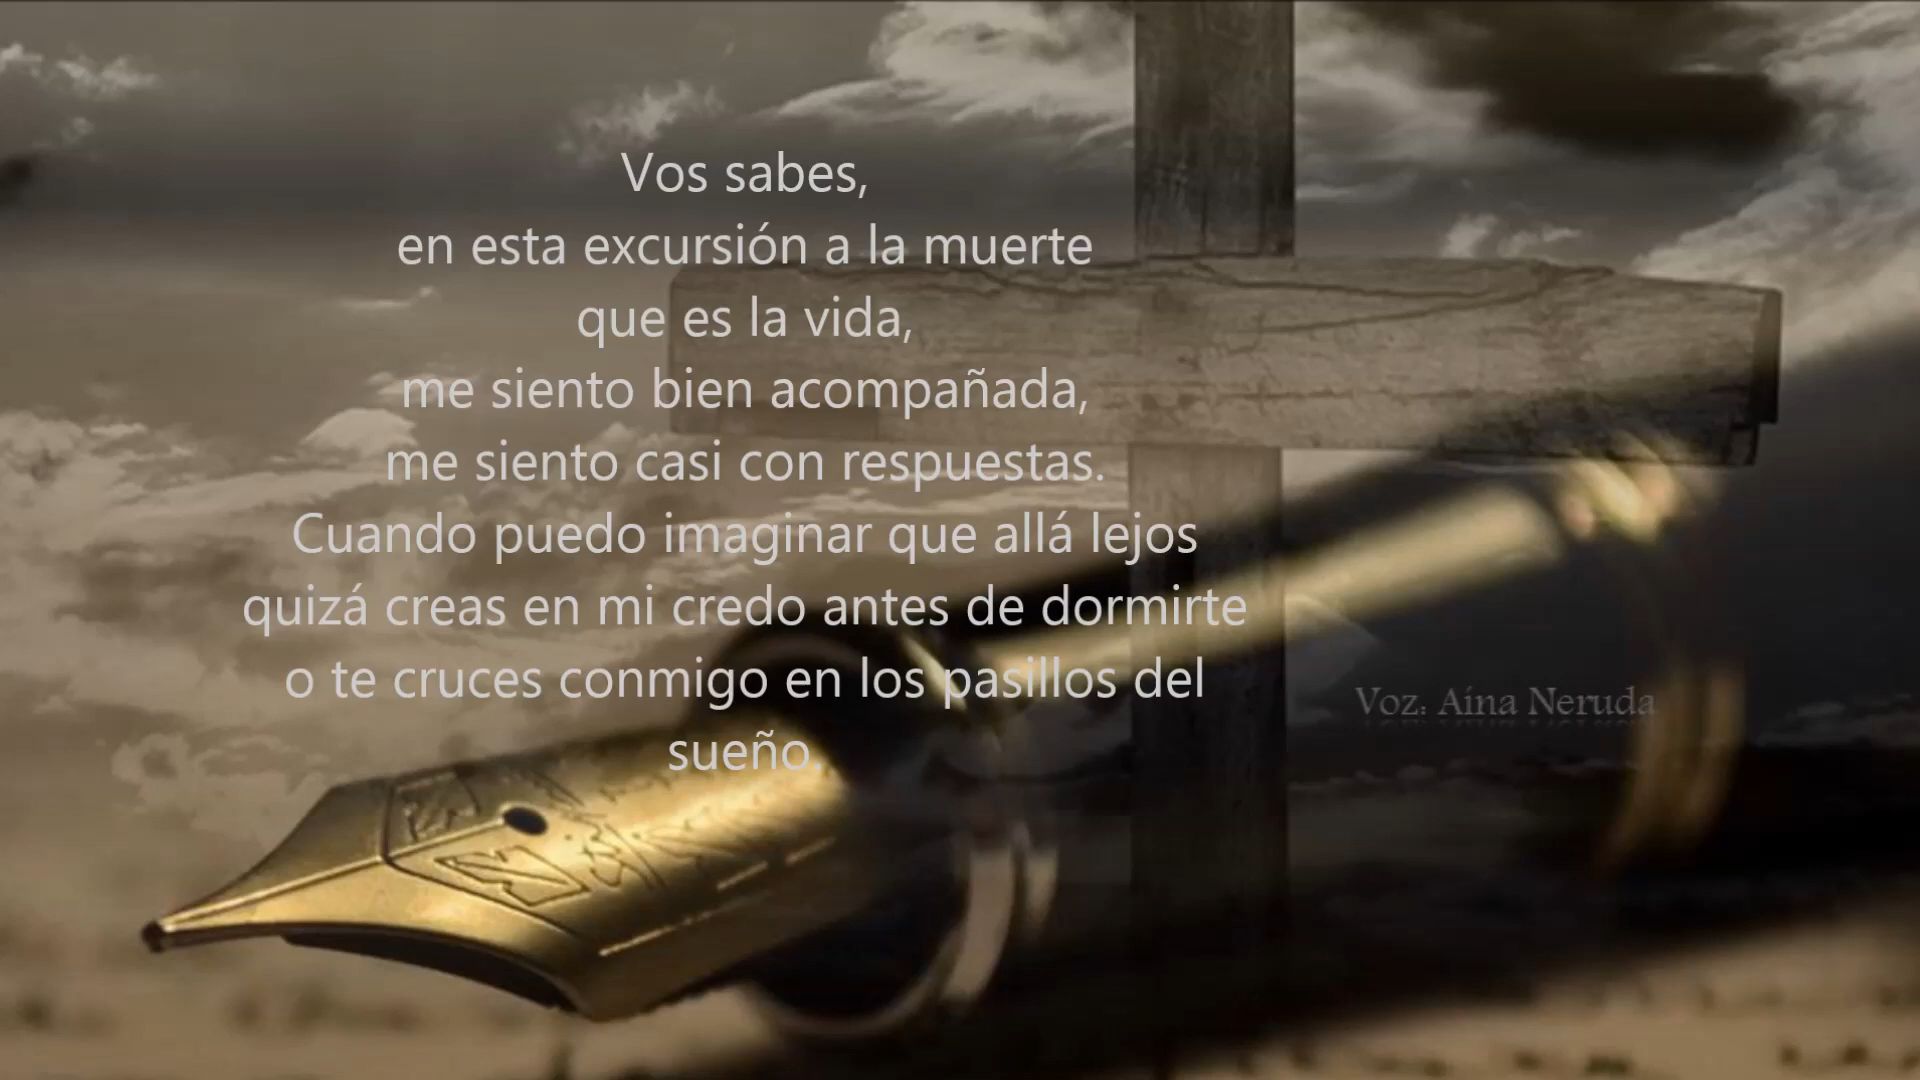 Vos sabes,
en esta excursión a la muerte
que es la vida,
me siento bien acompañada,
me siento casi con respuestas.
Cuando puedo imaginar que allá lejos
quizá creas en mi credo antes de dormirte
o te cruces conmigo en los pasillos del
sueño.
Voz: Aína Neruda